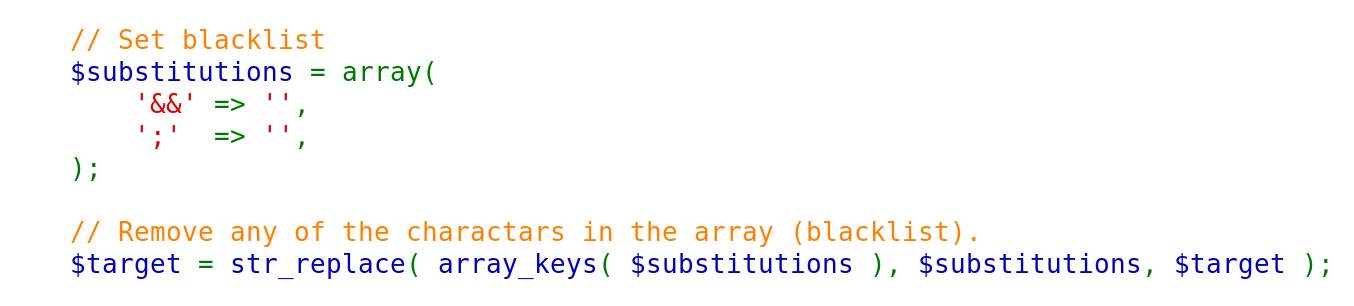 // Set blacklist
$substitutions = array(
    '&&' => '',
    ';'  => '',
);

// Remove any of the charactars in the array (blacklist).
$target = str_replace( array_keys( $substitutions ), $substitutions, $target );